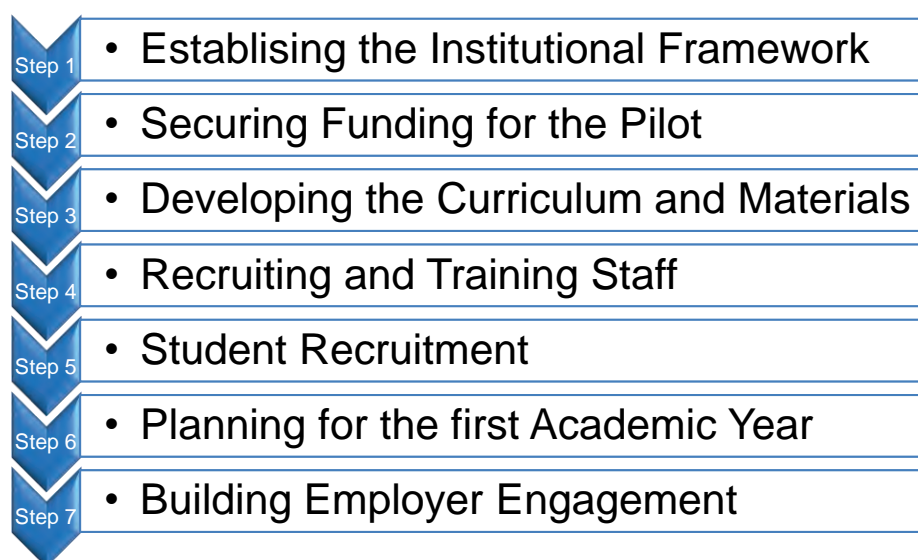 Step 1 • Establising the Institutional Framework
Step 2 • Securing Funding for the Pilot
Step 3 • Developing the Curriculum and Materials
Step 4 • Recruiting and Training Staff
Step 5 • Student Recruitment
Step 6 • Planning for the first Academic Year
Step 7 • Building Employer Engagement